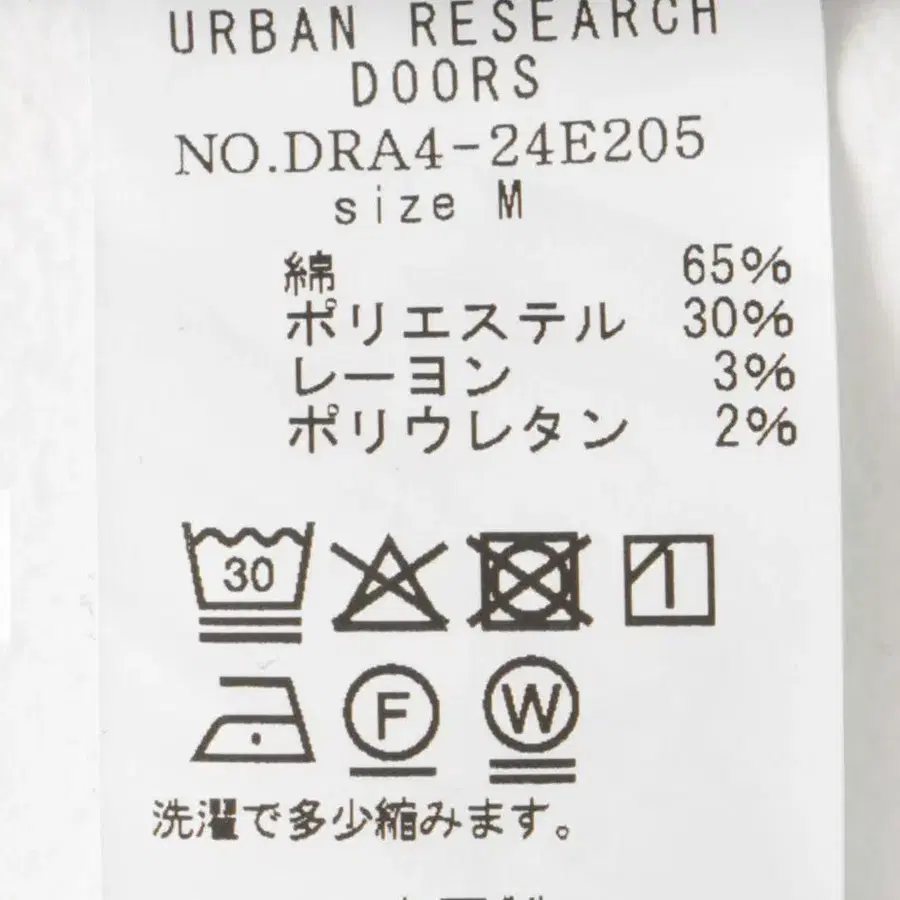 URBAN RESEARCH
DOORS
NO.DRA4-24E205
size M
綿 65%
ポリエステル 30%
レーヨン 3%
ポリウレタン 2%
30
F W
洗濯で多少縮みます。